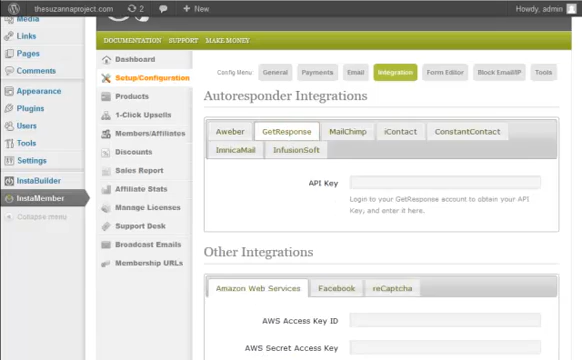 thesuzannaproject.com 2 + New Howdy, admin
Media
Links
Pages
Comments
Appearance
Plugins
Users
Tools
Settings
InstaBuilder
InstaMember
Collapse menu
DOCUMENTATION SUPPORT MAKE MONEY
Dashboard
Setup/Configuration
Products
1-Click Upsells
Members/Affiliates
Discounts
Sales Report
Affiliate Stats
Manage Licenses
Support Desk
Broadcast Emails
Membership URLs
Config Menu: General Payments Email Integration Form Editor Block Email/IP Tools
Autoresponder Integrations
Aweber GetResponse MailChimp iContact ConstantContact
ImnicaMail InfusionSoft
API Key
Login to your GetResponse account to obtain your API
Key, and enter it here.
Other Integrations
Amazon Web Services Facebook reCaptcha
AWS Access Key ID
AWS Secret Access Key